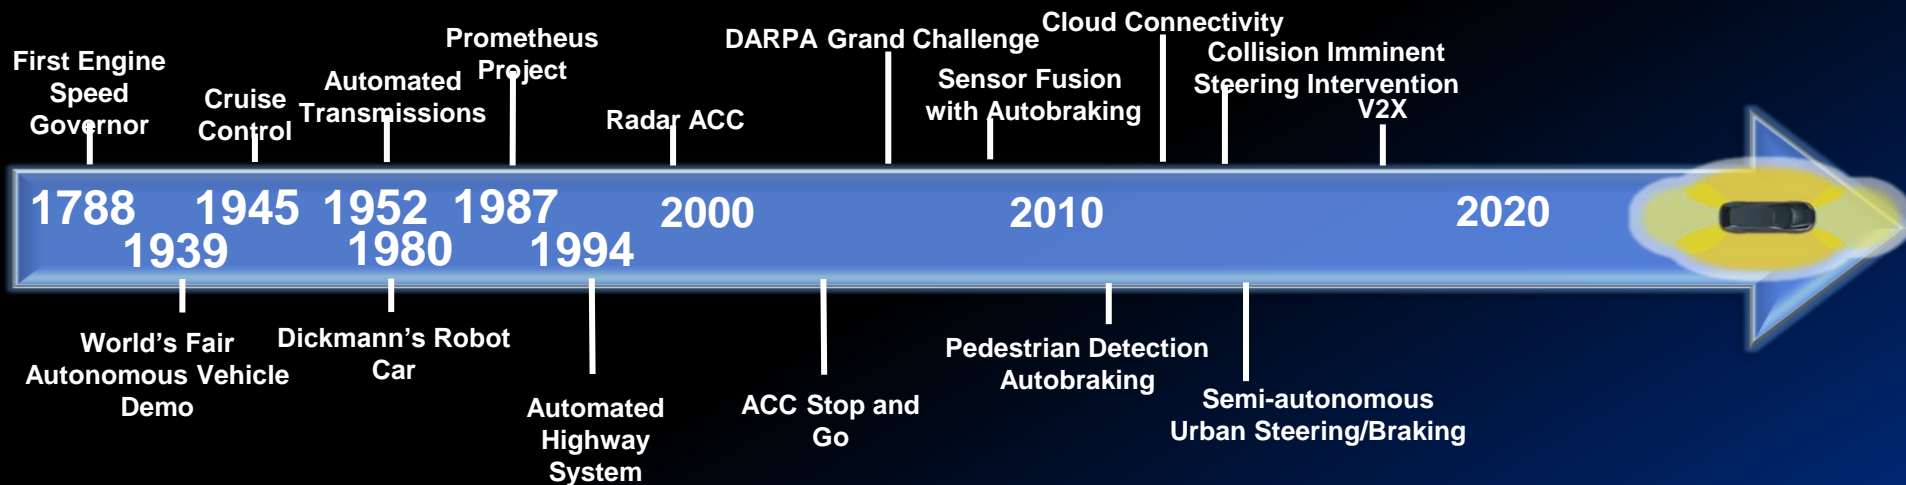 First Engine
Speed
Governor
Cruise
Control
Automated
Transmissions
Prometheus
Project
Radar ACC
DARPA Grand Challenge
Sensor Fusion
with Autobraking
Cloud Connectivity
Collision Imminent
Steering Intervention
V2X
1788
1945
1952
1987
2000
2010
2020
1939
1980
1994
World's Fair
Autonomous Vehicle
Demo
Dickmann's Robot
Car
Automated
Highway
System
ACC Stop and
Go
Pedestrian Detection
Autobraking
Semi-autonomous
Urban Steering/Braking